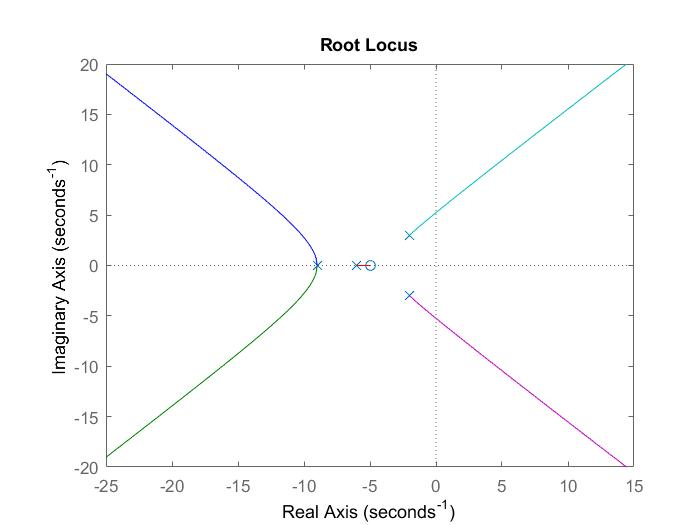 Root Locus
Imaginary Axis (seconds⁻¹)
20
15
10
5
0
-5
-10
-15
-20
-25 -20 -15 -10 -5 0 5 10 15
Real Axis (seconds⁻¹)